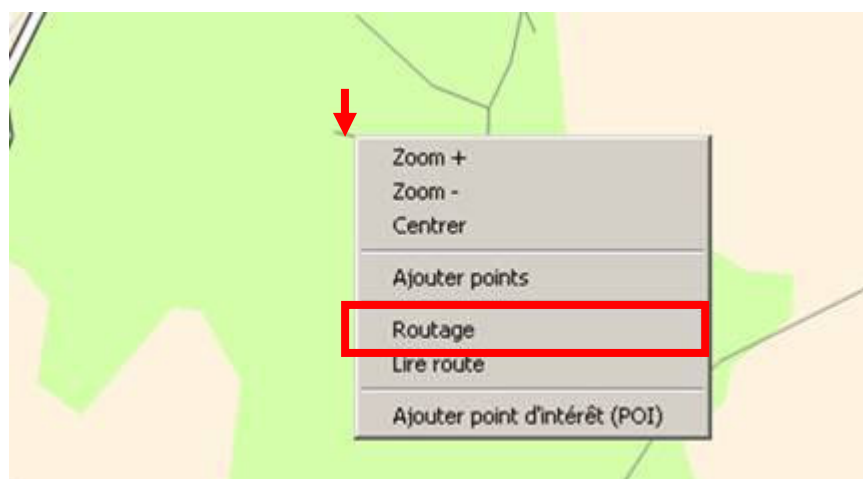 Zoom +
Zoom -
Centrer
Ajouter points
Routage
Lire route
Ajouter point d'intérêt (POI)